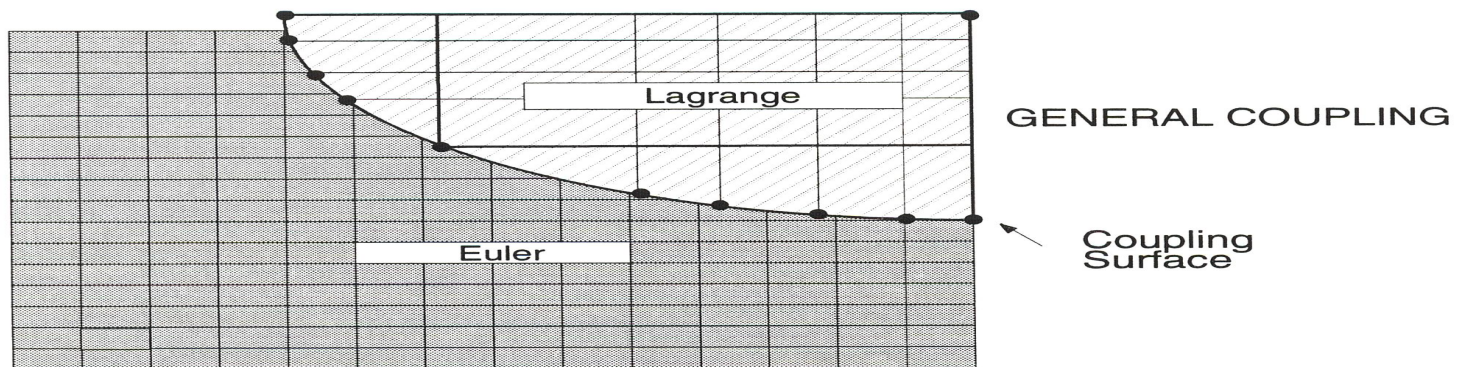 Lagrange
GENERAL COUPLING
Euler
Coupling
Surface